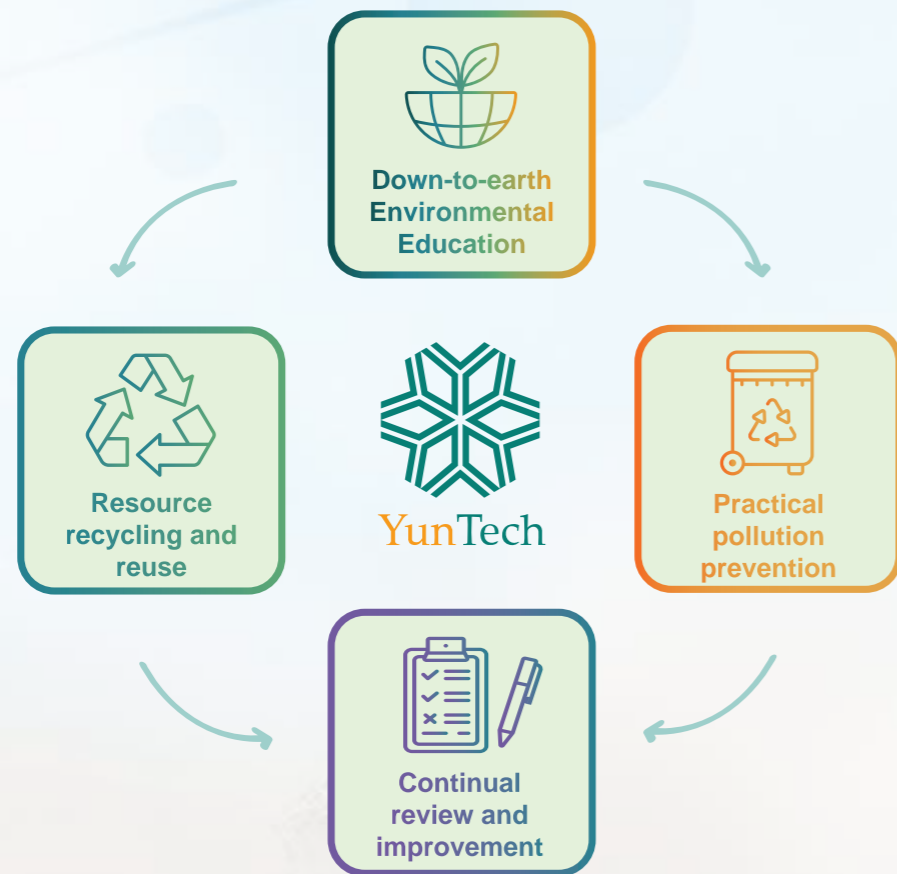 Down-to-earth
Environmental
Education
Resource
recycling and
reuse
YunTech
Practical
pollution
prevention
Continual
review and
improvement